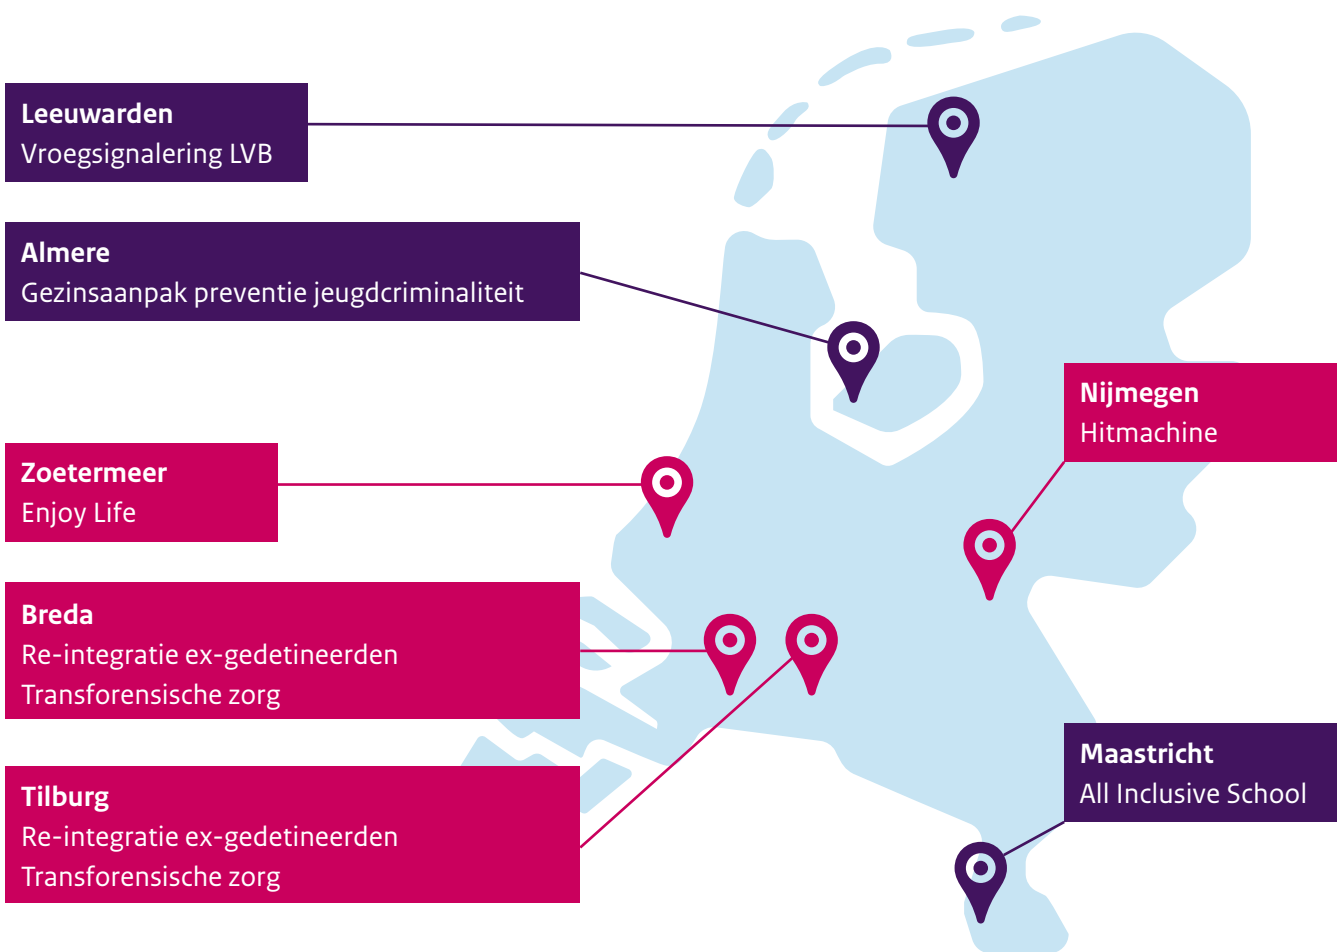 Leeuwarden
Vroegsignalering LVB
Almere
Gezinsaanpak preventie jeugdcriminaliteit
Nijmegen
Hitmachine
Zoetermeer
Enjoy Life
Breda
Re-integratie ex-gedetineerden
Transforensische zorg
Maastricht
All Inclusive School
Tilburg
Re-integratie ex-gedetineerden
Transforensische zorg